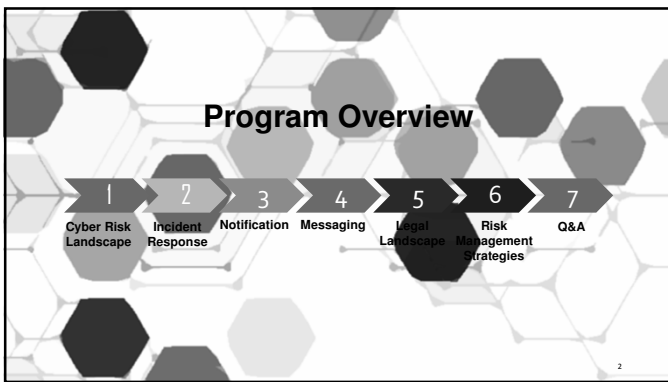 Program Overview
1 2 3 4 5 6 7
Cyber Risk
Landscape
Incident
Response
Notification
Messaging
Legal
Landscape
Risk
Management
Strategies
Q&A
2